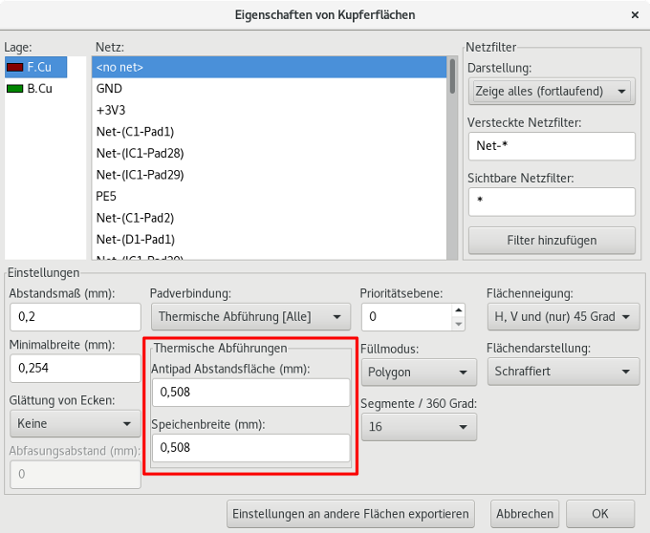 Eigenschaften von Kupferflächen
Lage:
F.Cu
B.Cu
Netz:
<no net>
GND
+3V3
Net-(C1-Pad1)
Net-(IC1-Pad28)
Net-(IC1-Pad29)
PE5
Net-(C1-Pad2)
Net-(D1-Pad1)
Netzfilter
Darstellung:
Zeige alles (fortlaufend)
Versteckte Netzfilter:
Net-*
Sichtbare Netzfilter:
*
Filter hinzufügen
Einstellungen
Abstandsmaß (mm):
0,2
Minimalbreite (mm):
0,254
Glättung von Ecken:
Keine
Abfasungsabstand (mm):
0
Padverbindung:
Thermische Abführung [Alle]
Thermische Abführungen
Antipad Abstandsfläche (mm):
0,508
Speichenbreite (mm):
0,508
Prioritätsebene:
0
Füllmodus:
Polygon
Segmente / 360 Grad:
16
Flächenneigung:
H, V und (nur) 45 Grad
Flächendarstellung:
Schraffiert
Einstellungen an andere Flächen exportieren
Abbrechen
OK